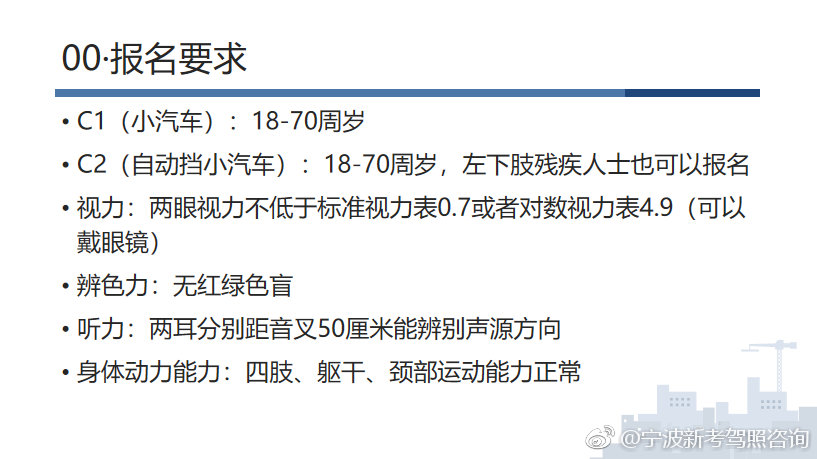 00·报名要求
• C1（小汽车）：18-70周岁
• C2（自动挡小汽车）：18-70周岁，左下肢残疾人士也可以报名
• 视力：两眼视力不低于标准视力表0.7或者对数视力表4.9（可以
戴眼镜）
• 辨色力：无红绿色盲
• 听力：两耳分别距音叉50厘米能辨别声源方向
• 身体动力能力：四肢、躯干、颈部运动能力正常
@宁波新考驾照咨询